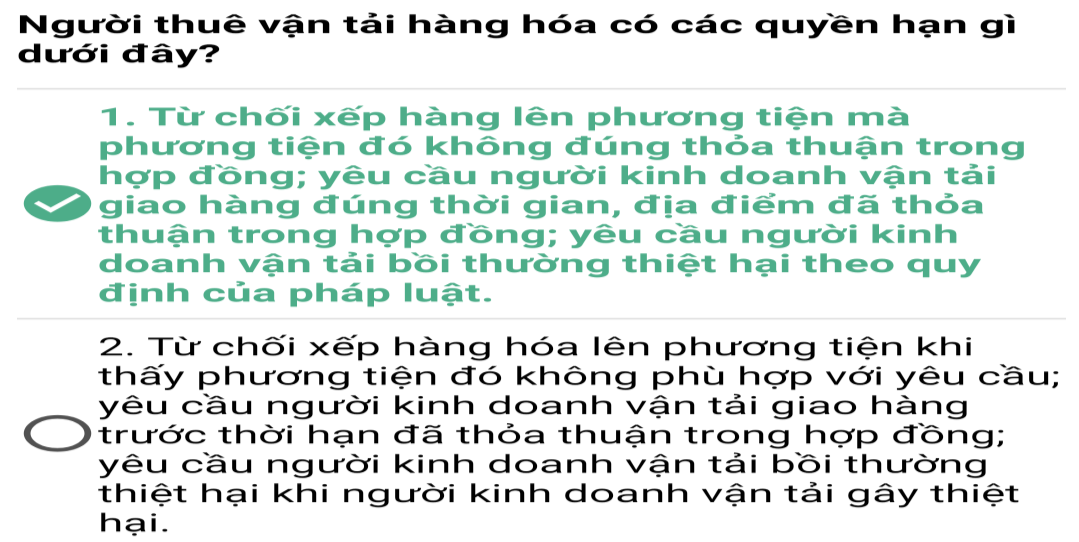 Người thuê vận tải hàng hóa có các quyền hạn gì
dưới đây?
1. Từ chối xếp hàng lên phương tiện mà
phương tiện đó không đúng thỏa thuận trong
hợp đồng; yêu cầu người kinh doanh vận tải
giao hàng đúng thời gian, địa điểm đã thỏa
thuận trong hợp đồng; yêu cầu người kinh
doanh vận tải bồi thường thiệt hại theo quy
định của pháp luật.
2. Từ chối xếp hàng hóa lên phương tiện khi
thấy phương tiện đó không phù hợp với yêu cầu;
yêu cầu người kinh doanh vận tải giao hàng
trước thời hạn đã thỏa thuận trong hợp đồng;
yêu cầu người kinh doanh vận tải bồi thường
thiệt hại khi người kinh doanh vận tải gây thiệt
hại.